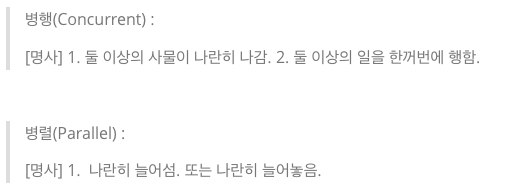 병행(Concurrent) :
[명사] 1. 둘 이상의 사물이 나란히 나감. 2. 둘 이상의 일을 한꺼번에 행함.
병렬(Parallel) :
[명사] 1. 나란히 늘어섬. 또는 나란히 늘어놓음.